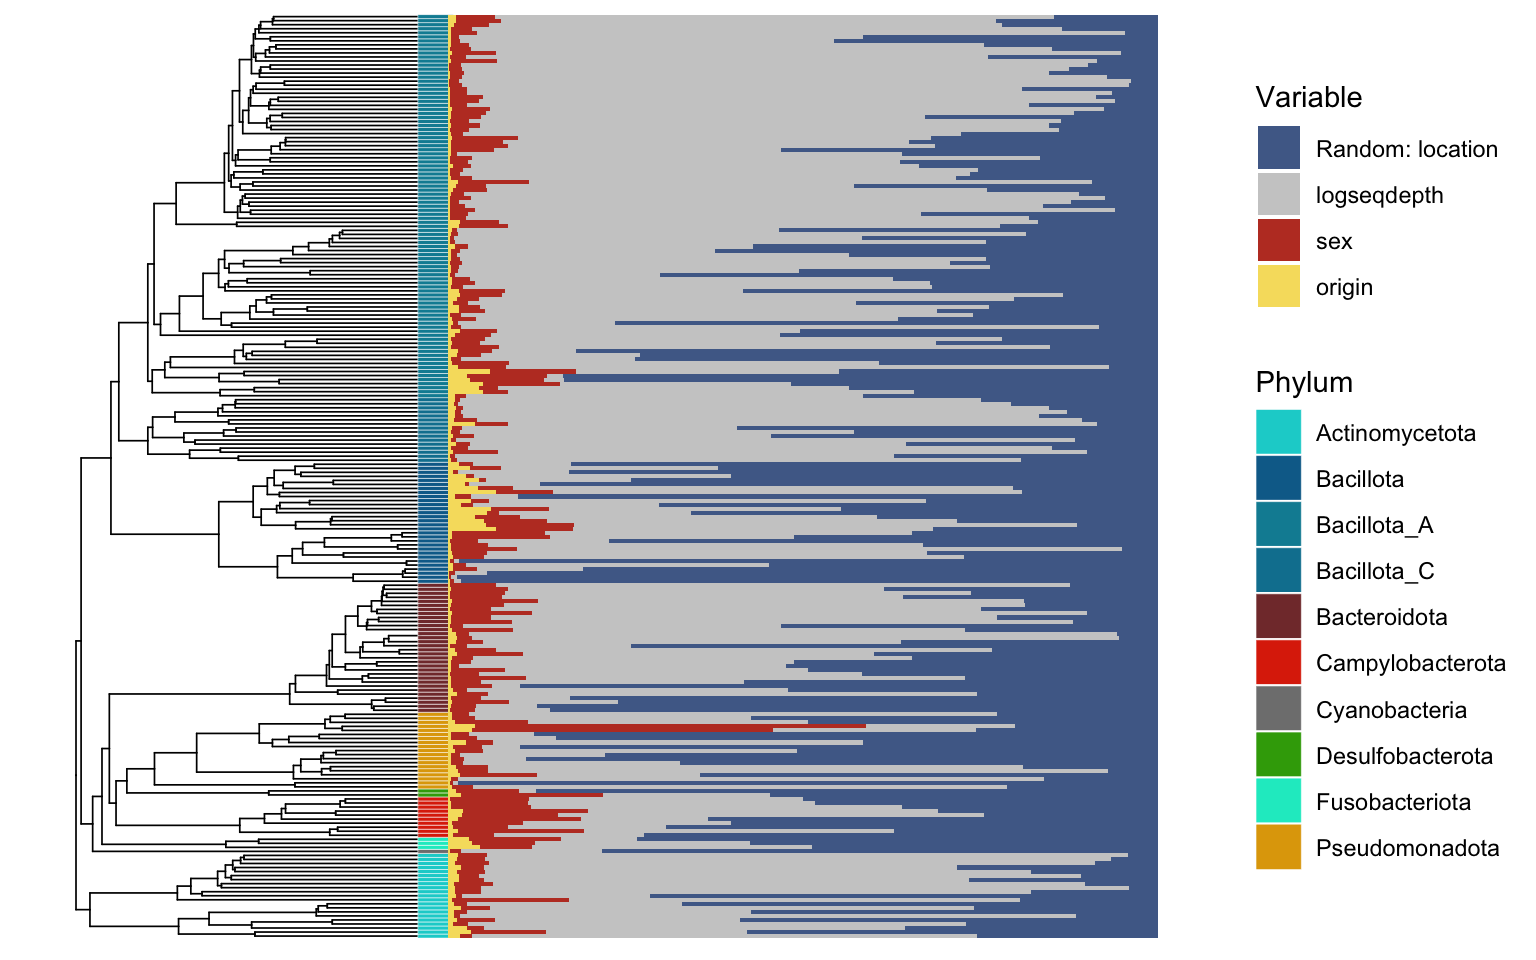 Variable
Random: location
logseqdepth
sex
origin
Phylum
Actinomycetota
Bacillota
Bacillota_A
Bacillota_C
Bacteroidota
Campylobacterota
Cyanobacteria
Desulfobacterota
Fusobacteriota
Pseudomonadota